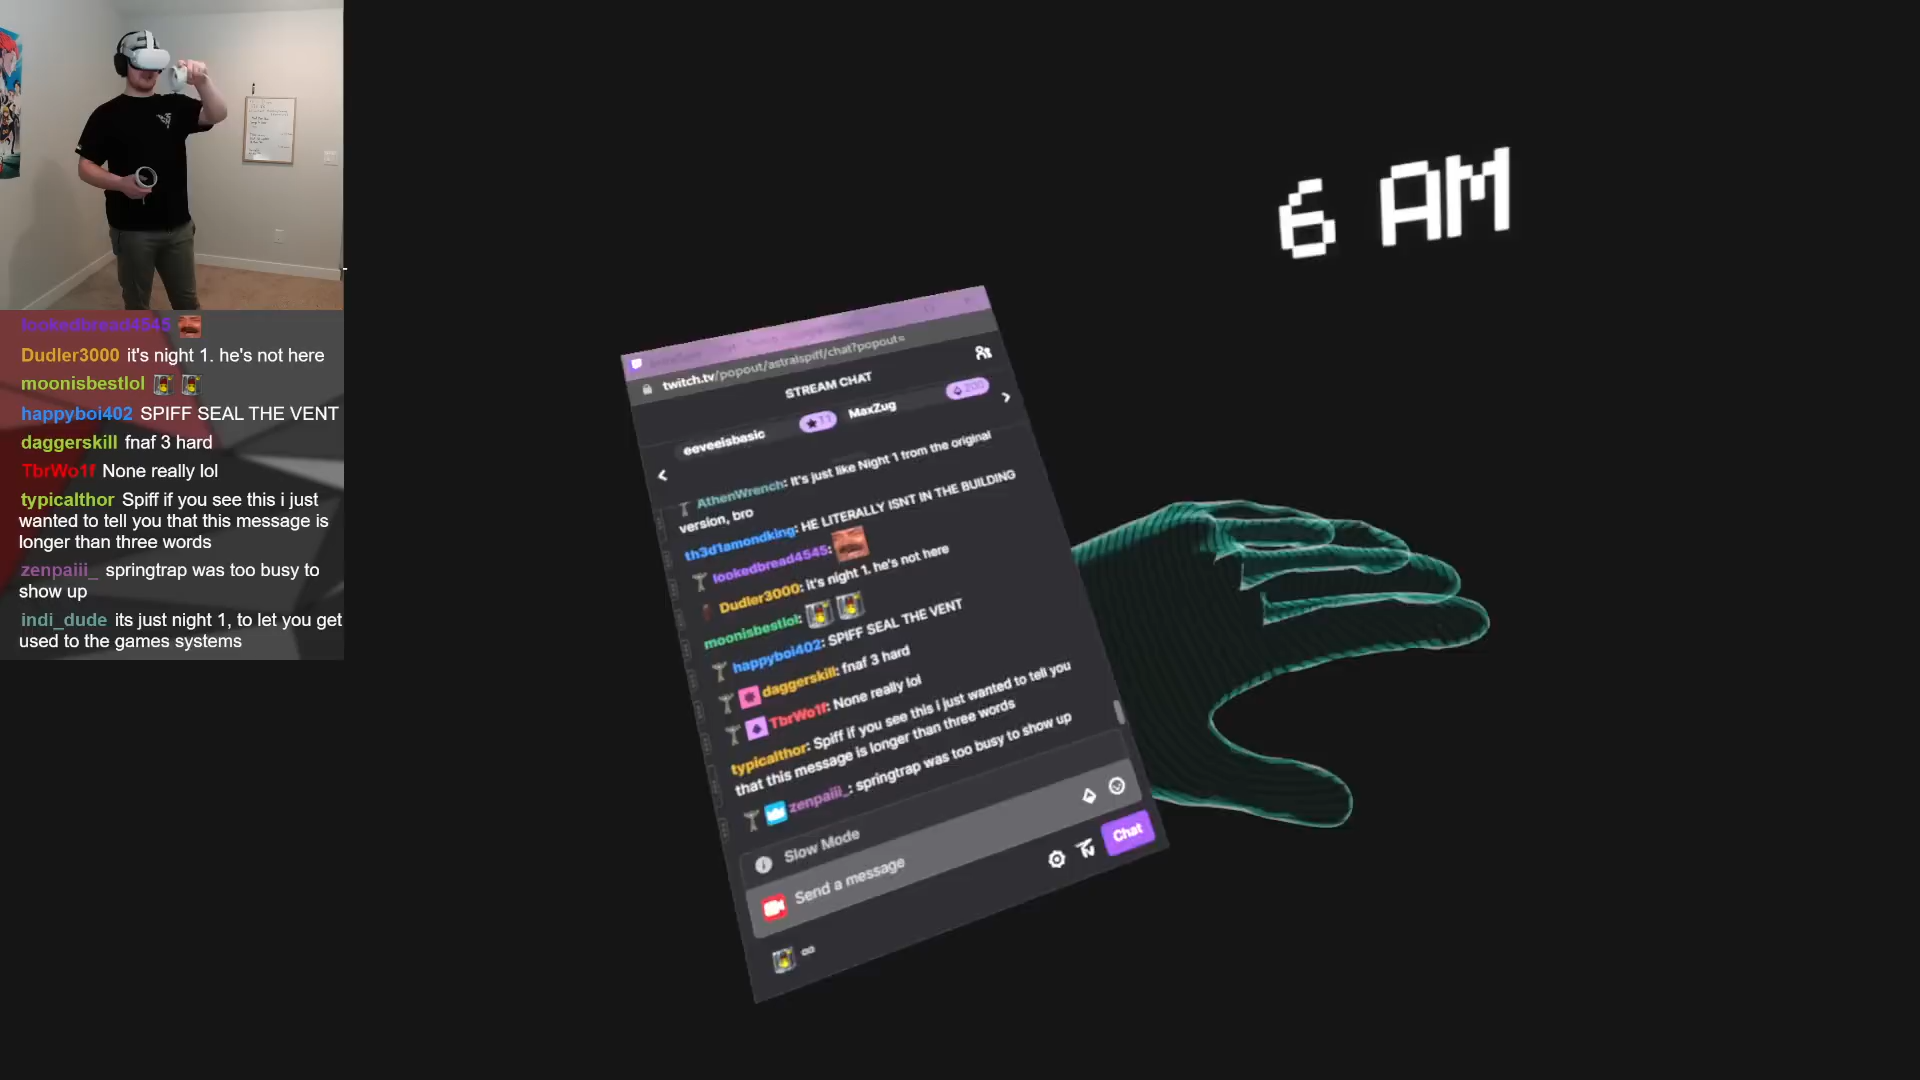 lookedbread4545
Dudler3000 it's night 1. he's not here
moonisbestlol
happyboi402 SPIFF SEAL THE VENT
daggerskill fnaf 3 hard
TbrWo1f None really lol
typicalthor Spiff if you see this i just
wanted to tell you that this message is
longer than three words
zenpaiii_ springtrap was too busy to
show up
indi_dude its just night 1, to let you get
used to the games systems
6 AM
twitch.tv/popout/astralspiff/chat?popout=
STREAM CHAT
eeveeisbasic
MaxZug 200
AthenWrench: It's just like Night 1 from the original
version, bro
th3d1amondking: HE LITERALLY ISNT IN THE BUILDING
lookedbread4545:
Dudler3000: it's night 1. he's not here
moonisbestlol:
happyboi402: SPIFF SEAL THE VENT
daggerskill: fnaf 3 hard
TbrWo1f: None really lol
typicalthor: Spiff if you see this i just wanted to tell you
that this message is longer than three words
zenpaiii_: springtrap was too busy to show up
Slow Mode
Send a message
Chat
∞